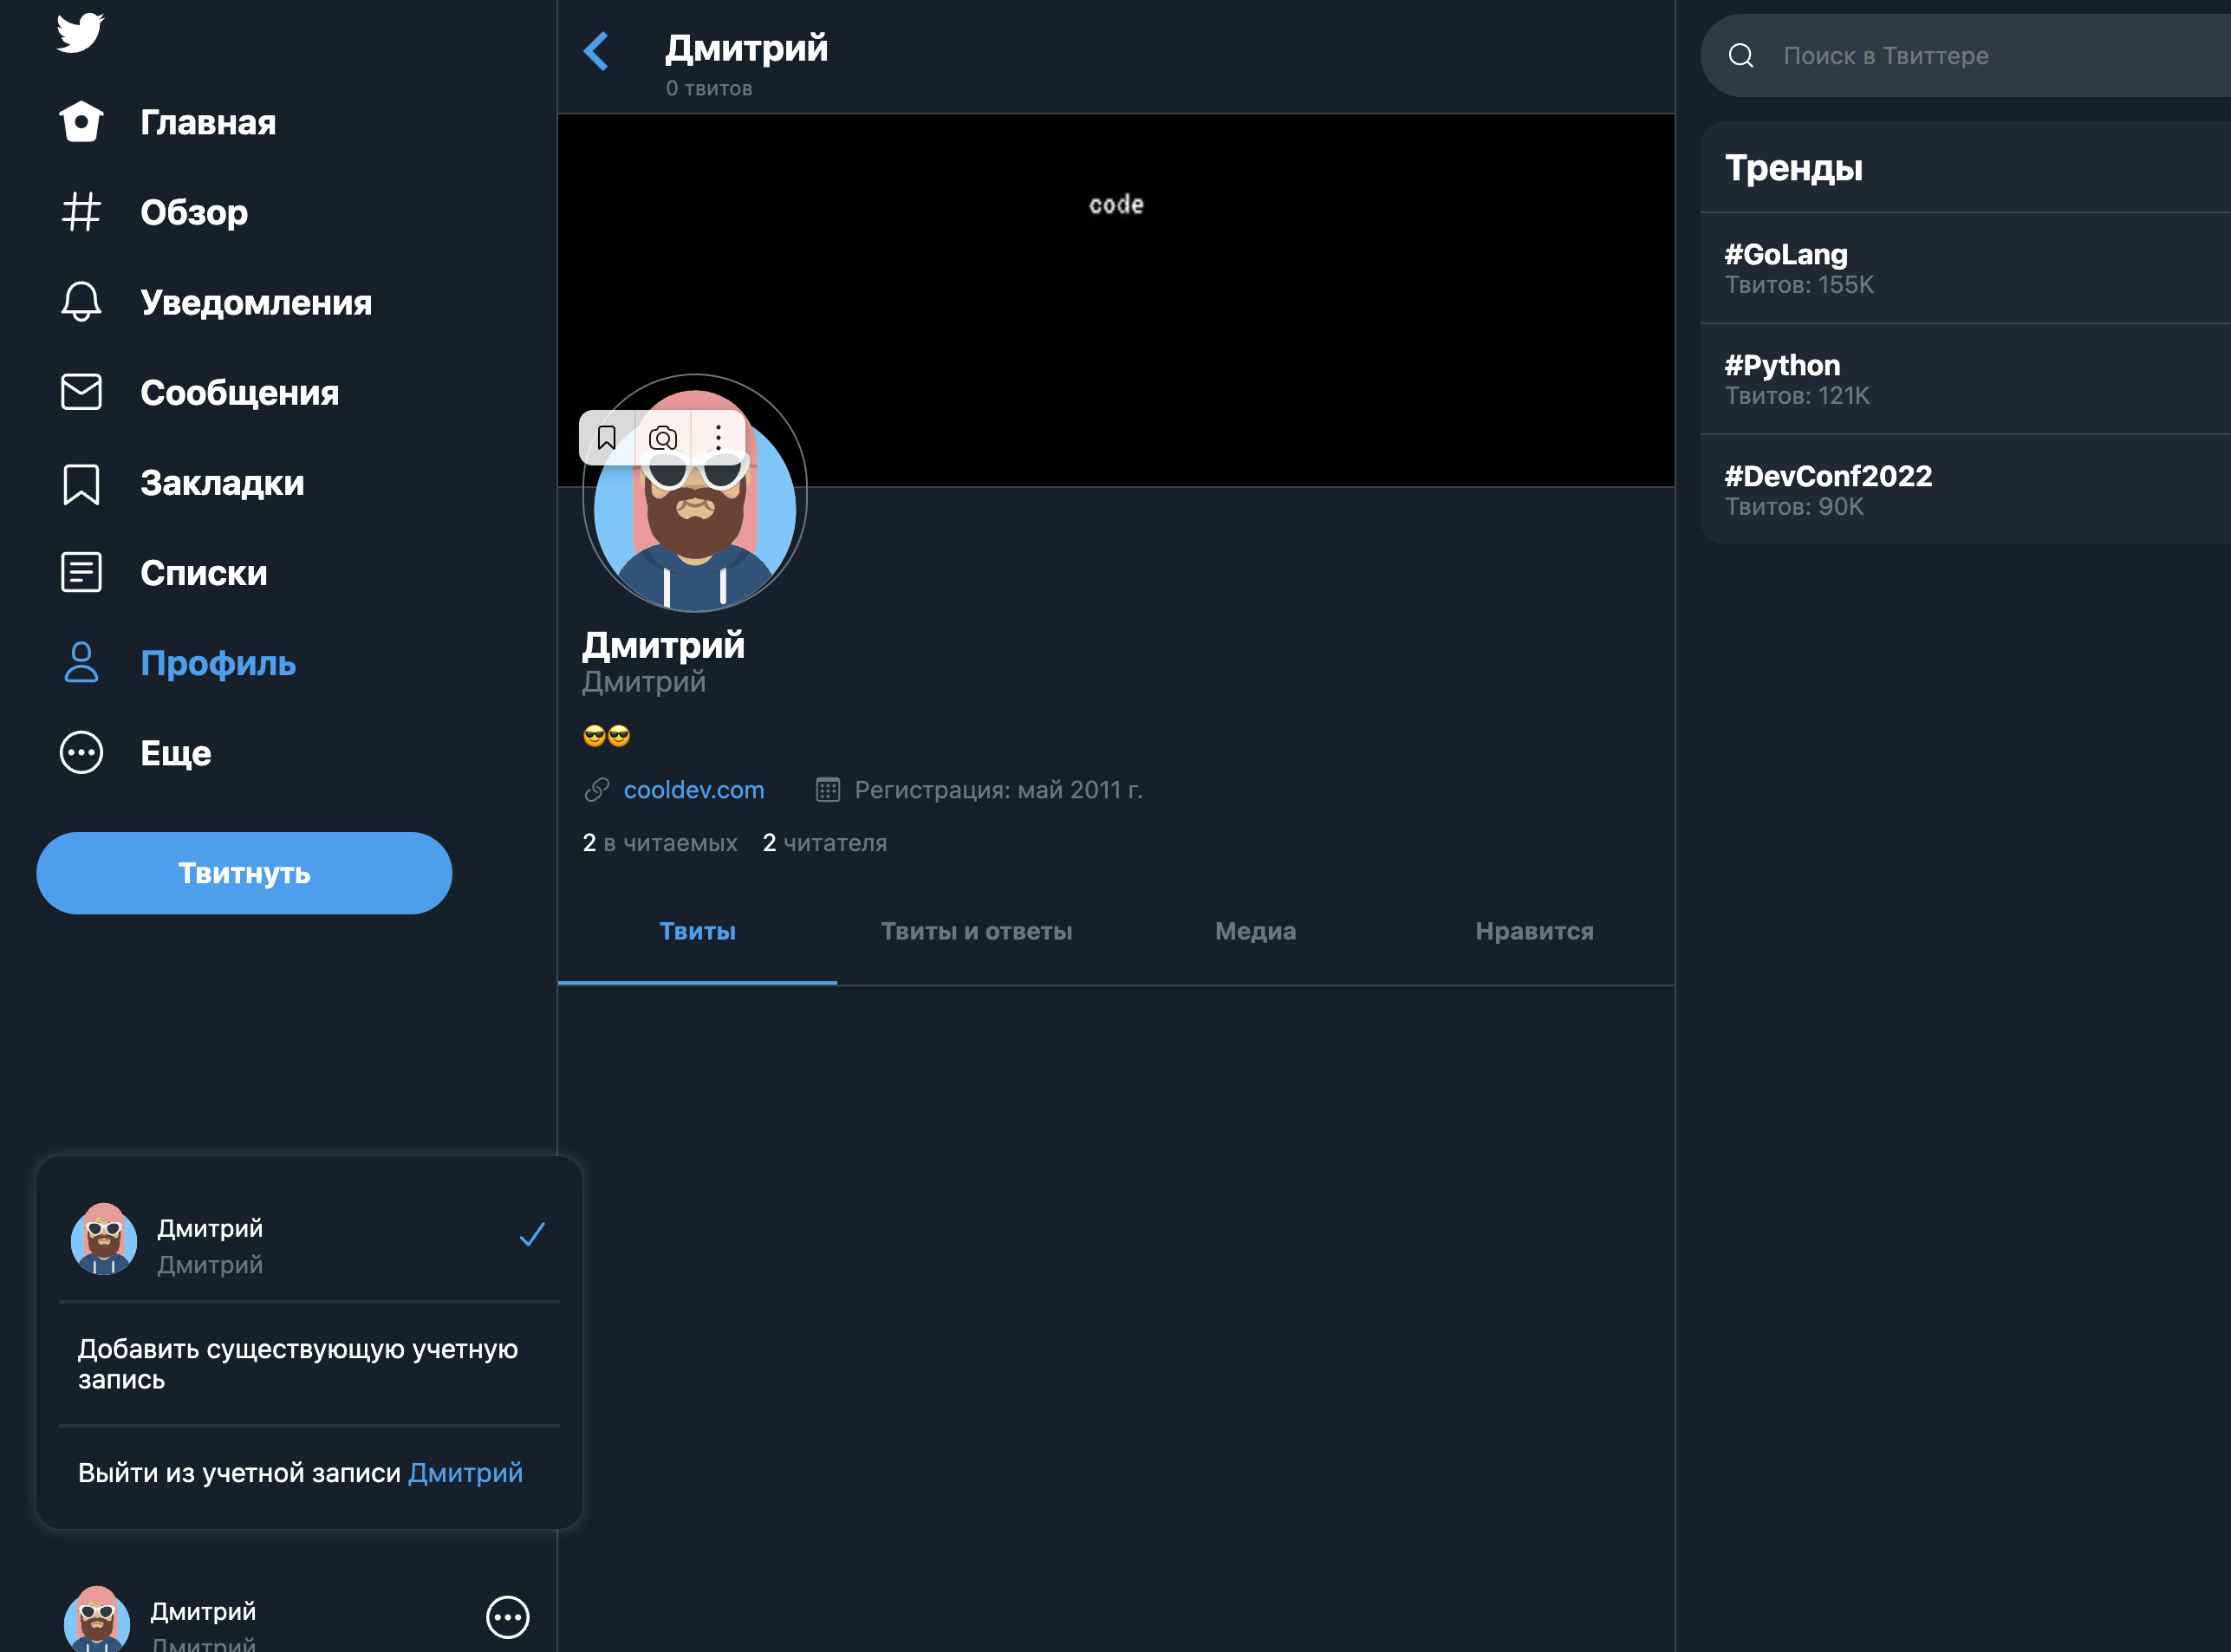 Главная
Обзор
Уведомления
Сообщения
Закладки
Списки
Профиль
Еще
Твитнуть
Дмитрий
Дмитрий
Добавить существующую учетную
запись
Выйти из учетной записи Дмитрий
Дмитрий
Дмитрий
Дмитрий
0 твитов
code
Дмитрий
Дмитрий
😎😎
cooldev.com Регистрация: май 2011 г.
2 в читаемых 2 читателя
Твиты Твиты и ответы Медиа Нравится
Поиск в Твиттере
Тренды
#GoLang
Твитов: 155K
#Python
Твитов: 121K
#DevConf2022
Твитов: 90K